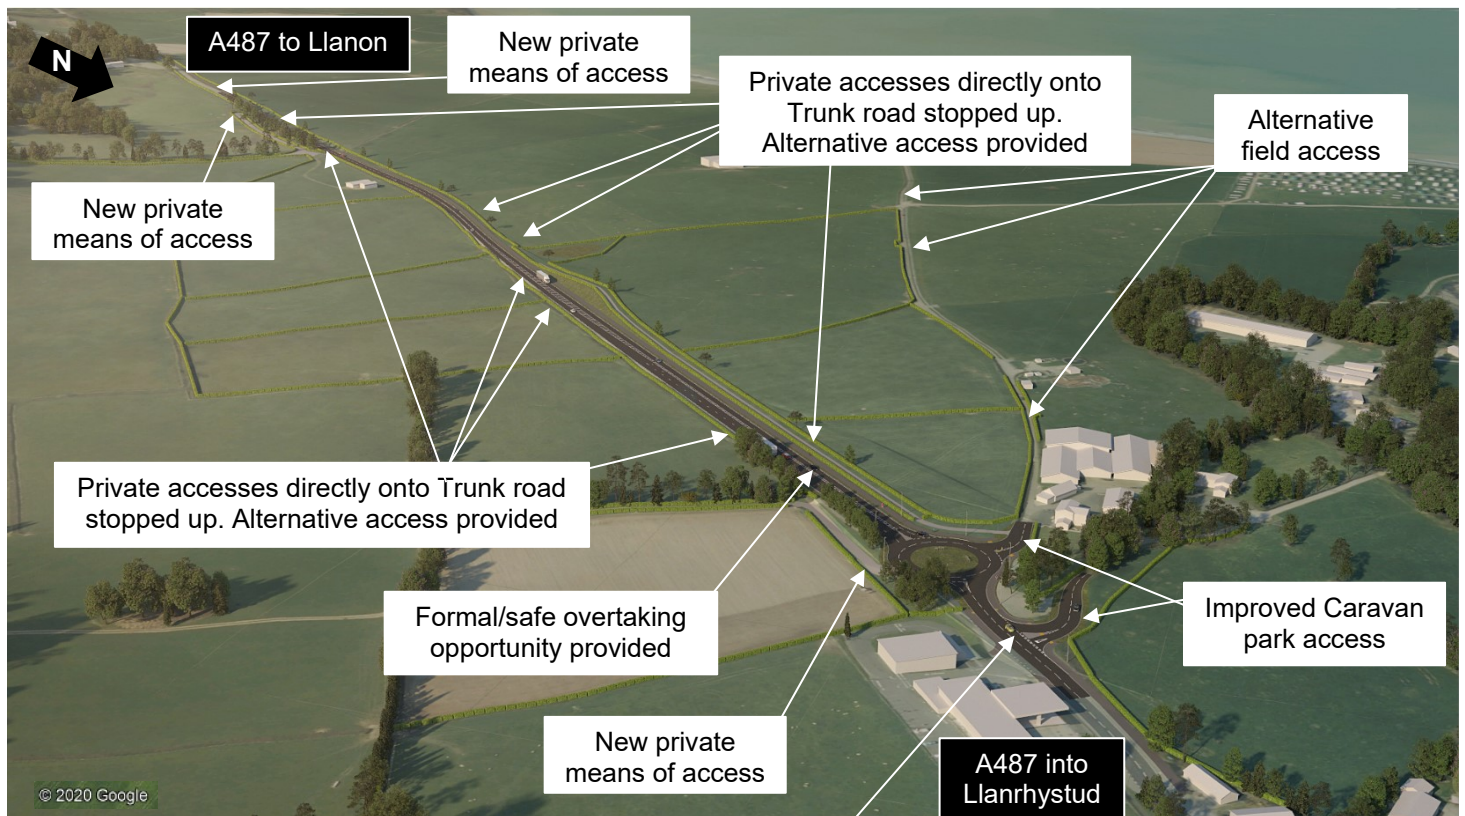 N
A487 to Llanon
New private
means of access
Private accesses directly onto
Trunk road stopped up.
Alternative access provided
Alternative
field access
New private
means of access
Private accesses directly onto Trunk road
stopped up. Alternative access provided
Formal/safe overtaking
opportunity provided
Improved Caravan
park access
New private
means of access
A487 into
Llanrhystud
© 2020 Google